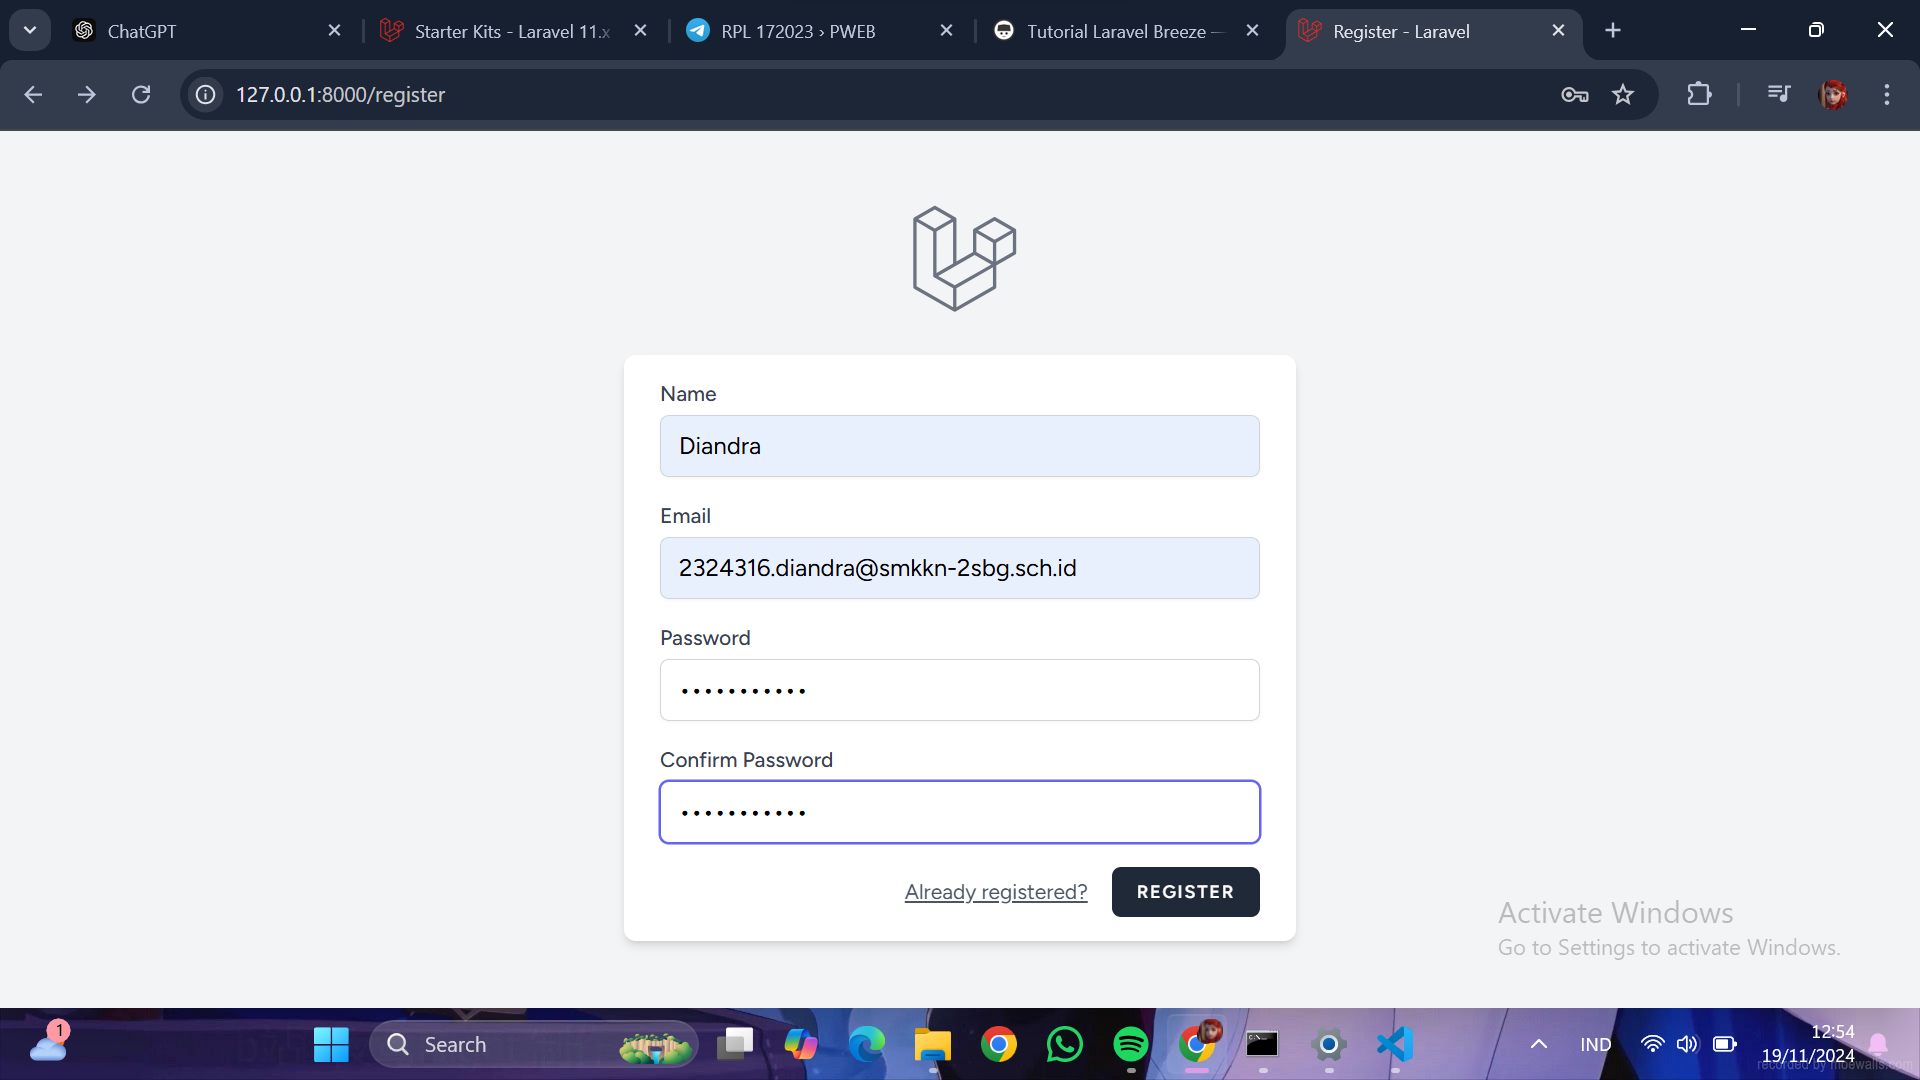 ChatGPT
Starter Kits - Laravel 11.x
RPL 172023 › PWEB
Tutorial Laravel Breeze —
Register - Laravel
127.0.0.1:8000/register
Name
Diandra
Email
2324316.diandra@smkkn-2sbg.sch.id
Password
Confirm Password
Already registered?
REGISTER
Activate Windows
Go to Settings to activate Windows.
1
Search
IND
12:54
19/11/2024
recorded by moewalls.com